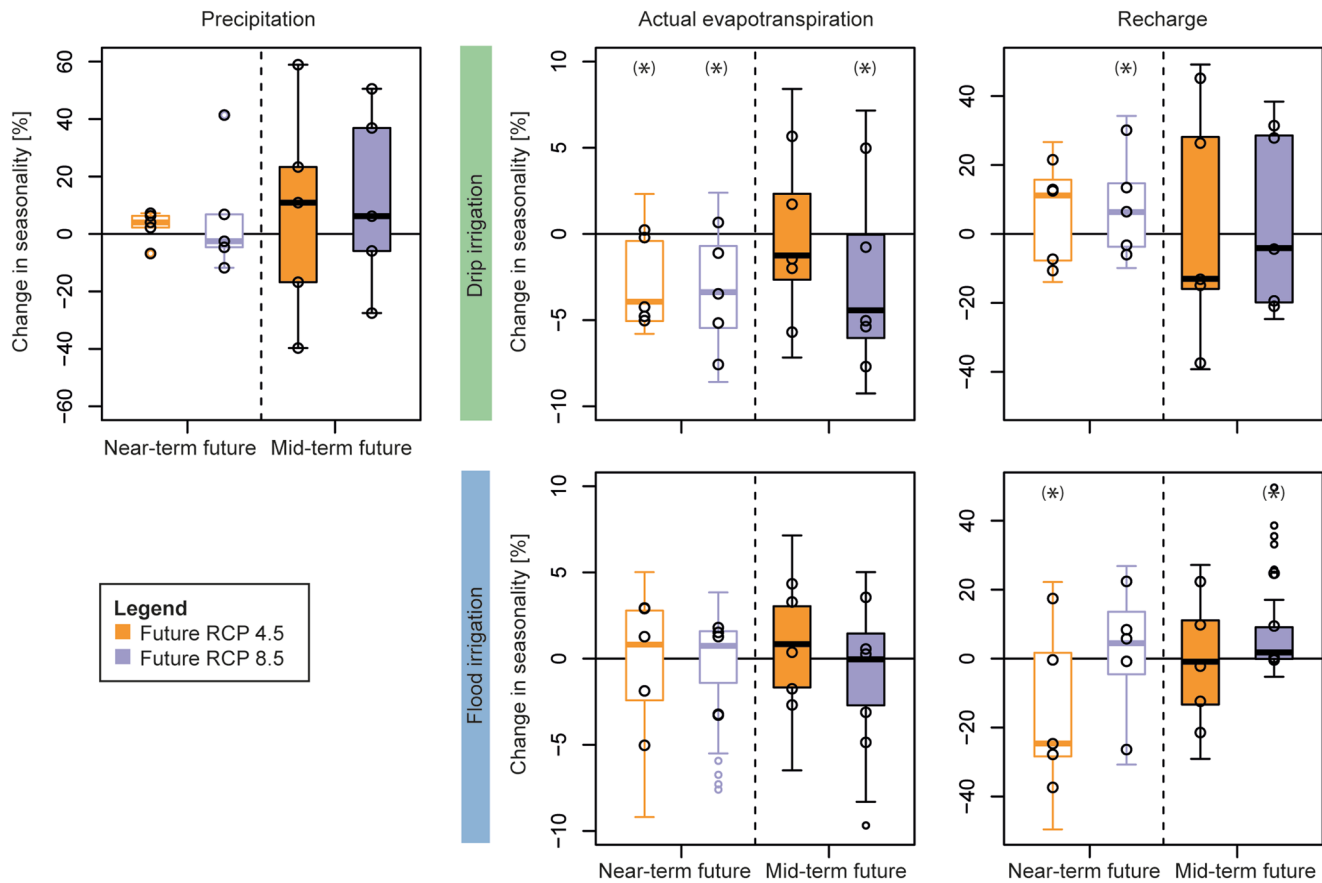 Precipitation
Actual evapotranspiration
Recharge
Change in seasonality [%]
60
40
20
0
−20
−40
−60
Near-term future
Mid-term future
Drip irrigation
Change in seasonality [%]
10
5
0
−5
−10
(*)
(*)
(*)
40
20
0
−20
−40
(*)
Legend
Future RCP 4.5
Future RCP 8.5
Flood irrigation
Change in seasonality [%]
10
5
0
−5
−10
Near-term future
Mid-term future
40
20
0
−20
−40
(*)
(*)
Near-term future
Mid-term future